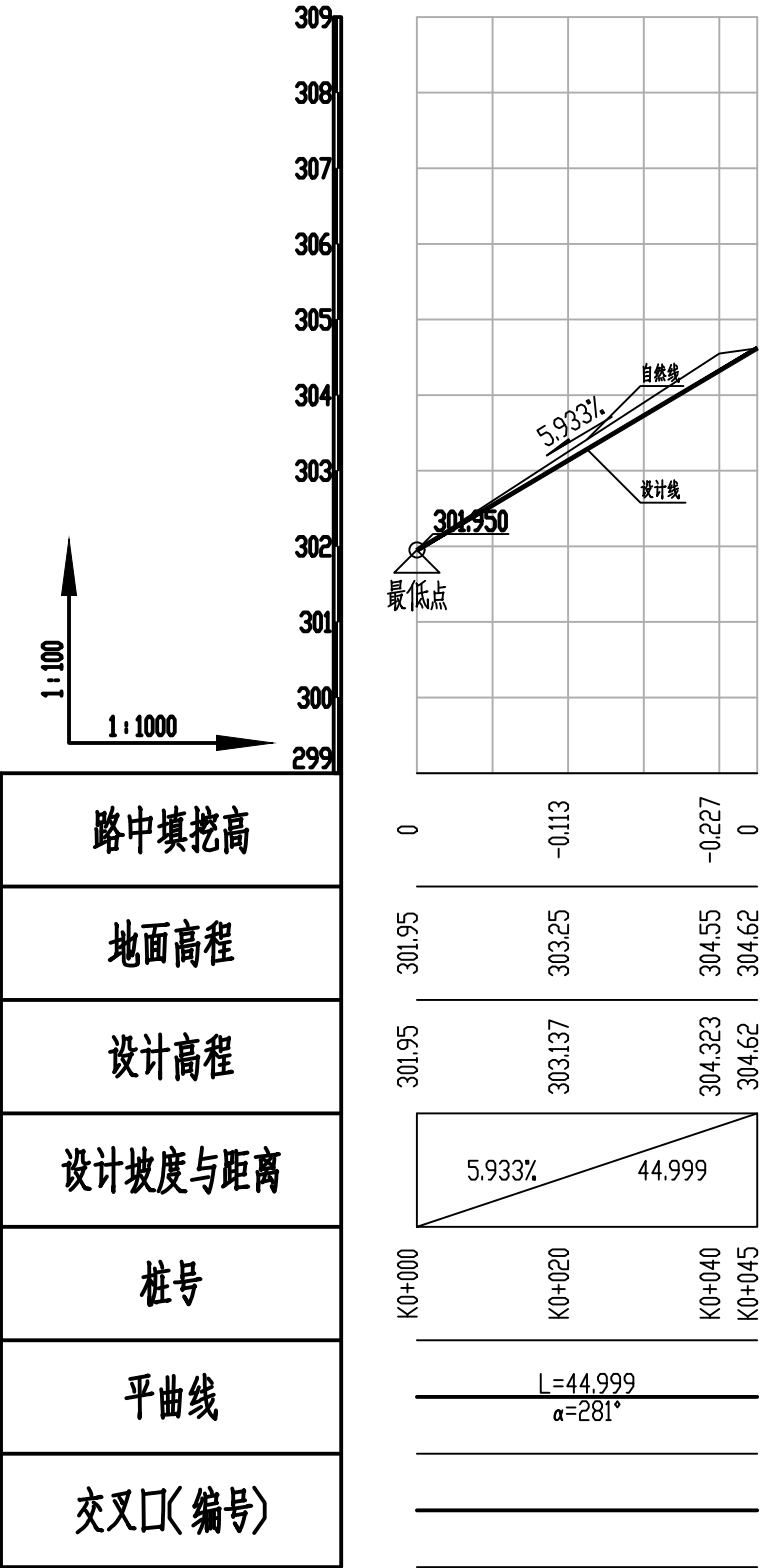 309
308
307
306
305
304
303
302
301
300
299
自然线
5.933%
设计线
301.950
最低点
1:100
1:1000
路中填挖高 0 -0.113 -0.227 0
地面高程 301.95 303.25 304.55 304.62
设计高程 301.95 303.137 304.323 304.62
设计坡度与距离 5.933% 44.999
桩号 K0+000 K0+020 K0+040 K0+045
平曲线 L=44.999
α=281°
交叉口(编号)